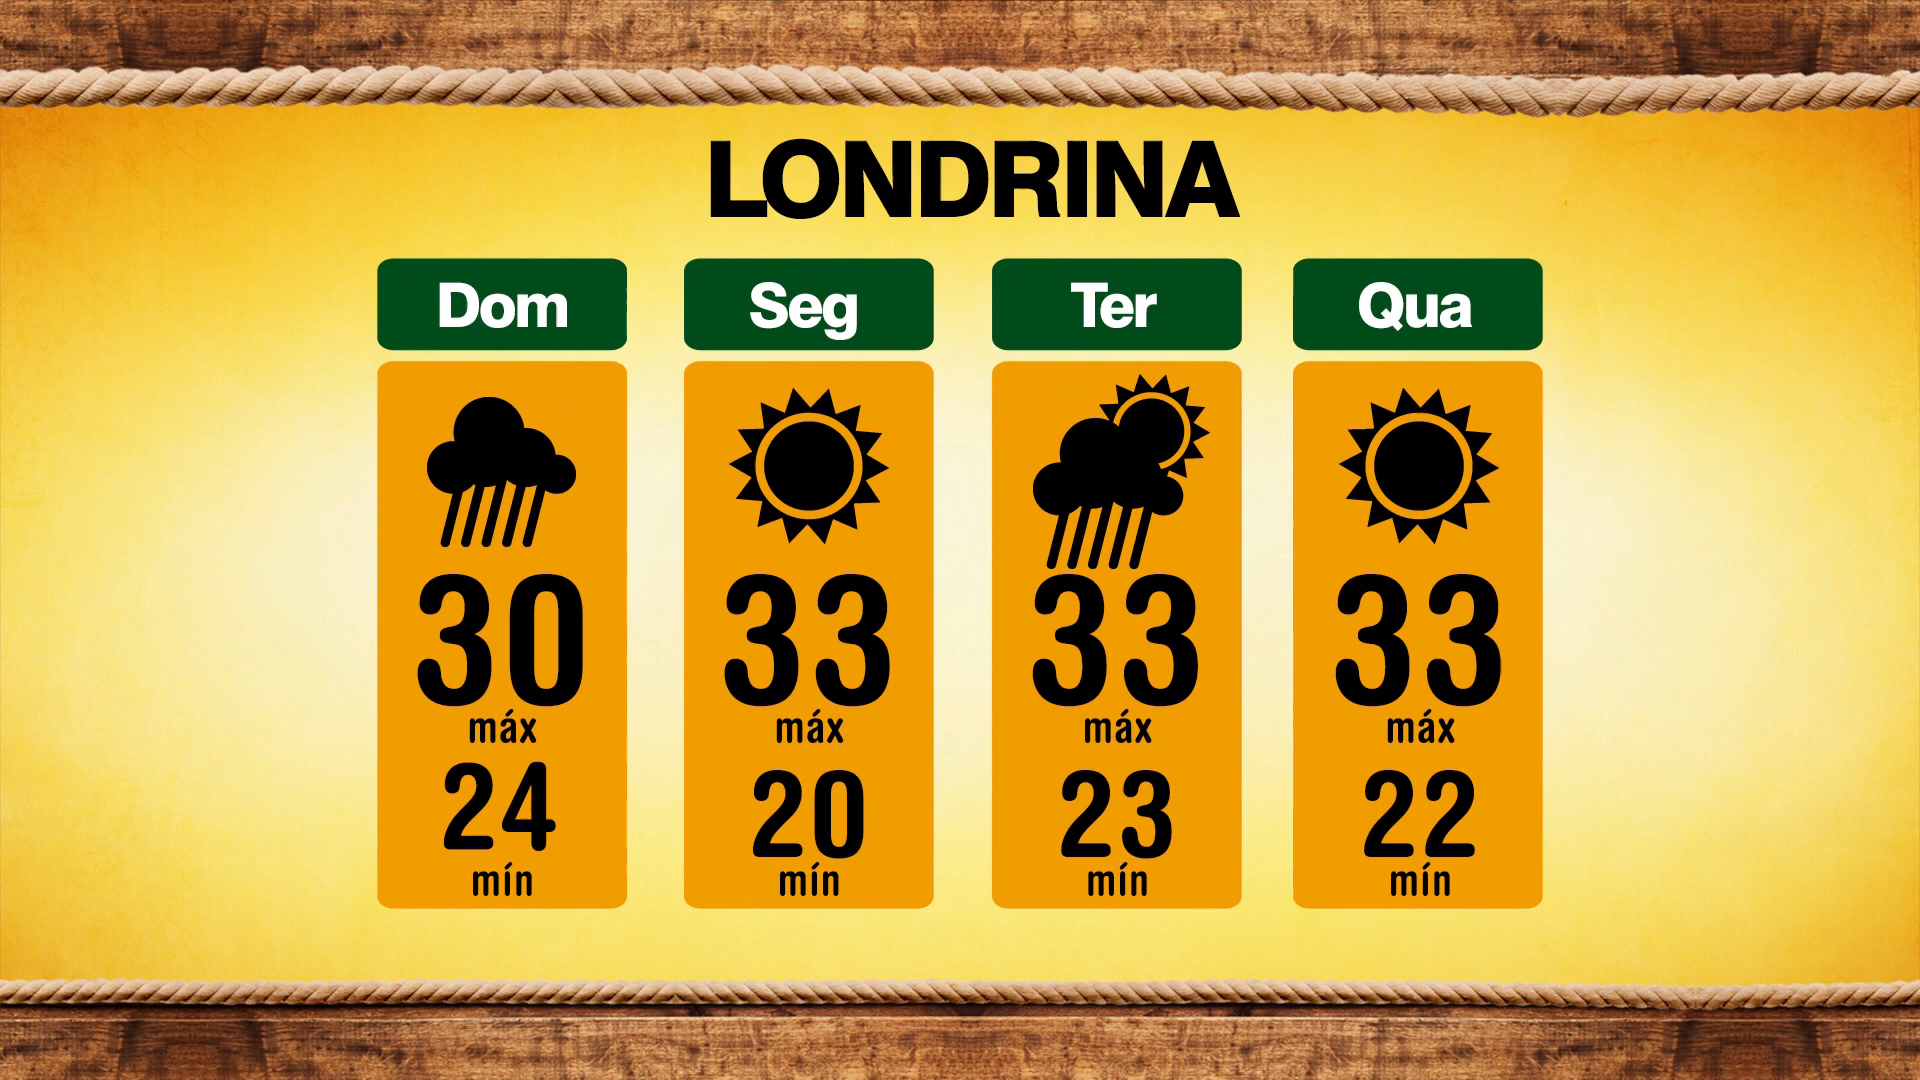 LONDRINA
Dom Seg Ter Qua
30 33 33 33
máx máx máx máx
24 20 23 22
mín mín mín mín